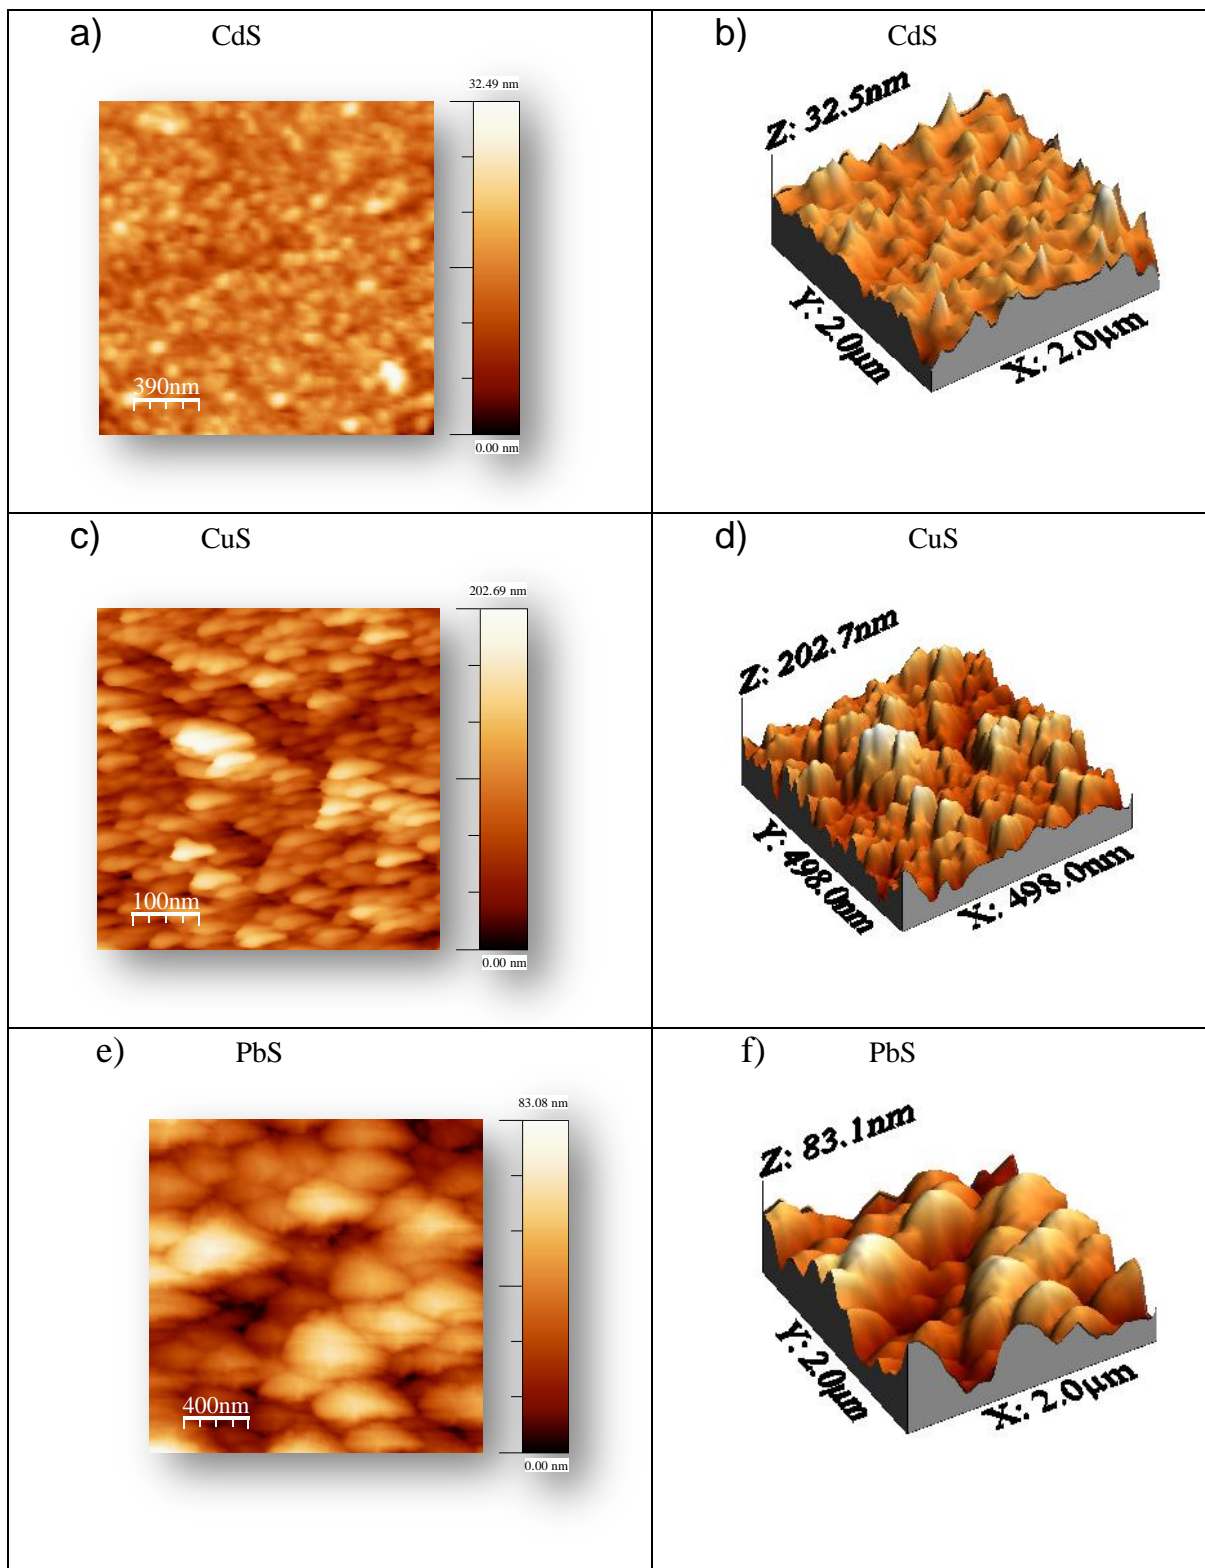 a) CdS
32.49 nm
390nm
0.00 nm
b) CdS
Z: 32.5nm
Y: 2.0µm
X: 2.0µm
c) CuS
202.69 nm
100nm
0.00 nm
d) CuS
Z: 202.7nm
Y: 498.0nm
X: 498.0nm
e) PbS
83.08 nm
400nm
0.00 nm
f) PbS
Z: 83.1nm
Y: 2.0µm
X: 2.0µm